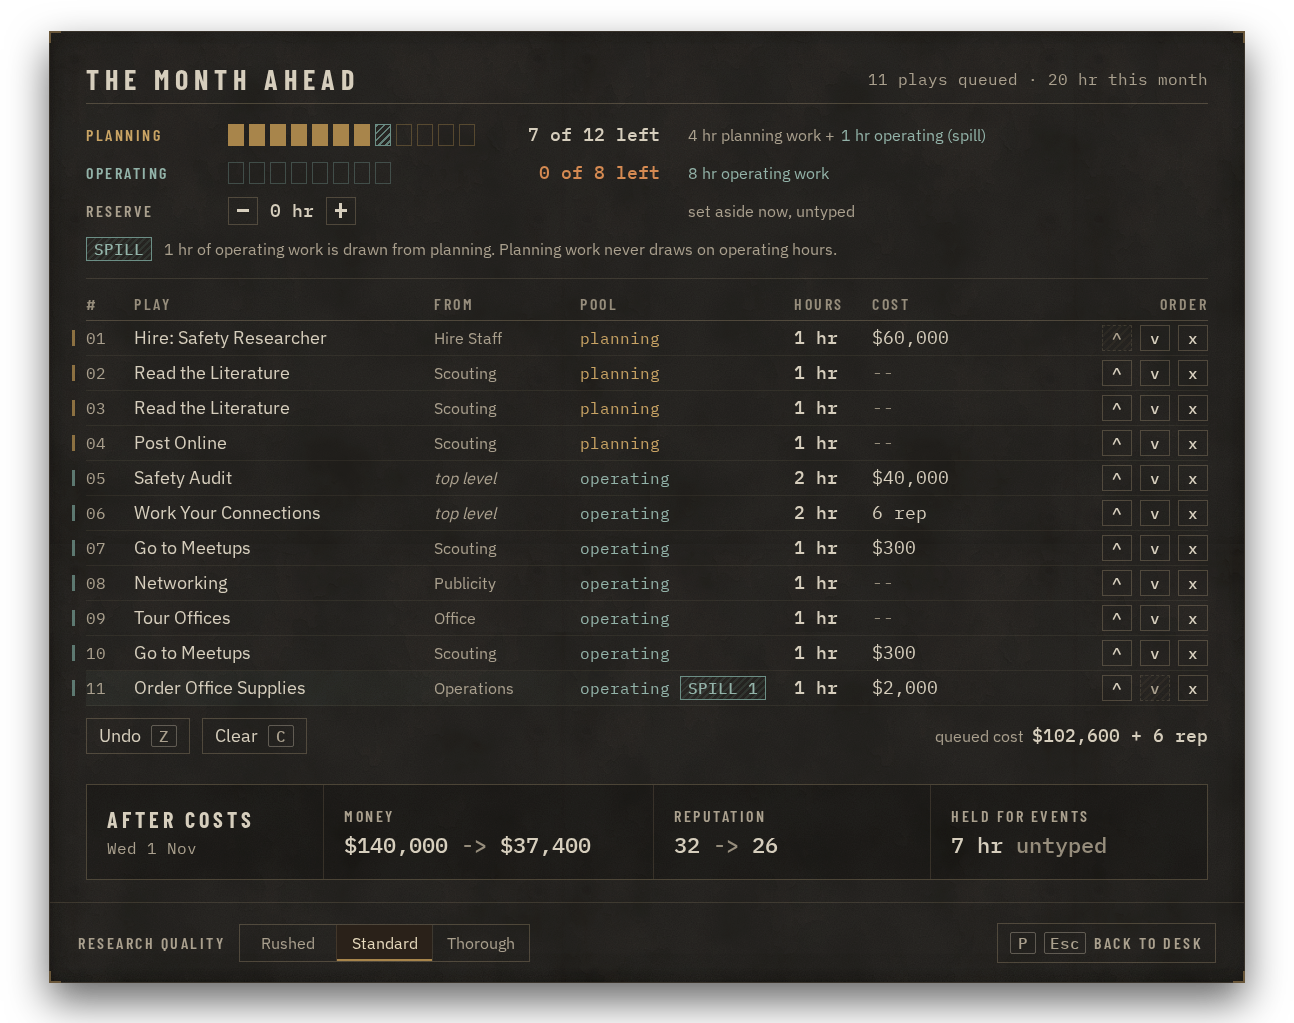 THE MONTH AHEAD 11 plays queued · 20 hr this month
PLANNING 7 of 12 left 4 hr planning work + 1 hr operating (spill)
OPERATING 0 of 8 left 8 hr operating work
RESERVE − 0 hr + set aside now, untyped
SPILL 1 hr of operating work is drawn from planning. Planning work never draws on operating hours.
# PLAY FROM POOL HOURS COST ORDER
01 Hire: Safety Researcher Hire Staff planning 1 hr $60,000 ^ v x
02 Read the Literature Scouting planning 1 hr -- ^ v x
03 Read the Literature Scouting planning 1 hr -- ^ v x
04 Post Online Scouting planning 1 hr -- ^ v x
05 Safety Audit top level operating 2 hr $40,000 ^ v x
06 Work Your Connections top level operating 2 hr 6 rep ^ v x
07 Go to Meetups Scouting operating 1 hr $300 ^ v x
08 Networking Publicity operating 1 hr -- ^ v x
09 Tour Offices Office operating 1 hr -- ^ v x
10 Go to Meetups Scouting operating 1 hr $300 ^ v x
11 Order Office Supplies Operations operating SPILL 1 1 hr $2,000 ^ v x
Undo Z Clear C queued cost $102,600 + 6 rep
AFTER COSTS MONEY REPUTATION HELD FOR EVENTS
Wed 1 Nov $140,000 -> $37,400 32 -> 26 7 hr untyped
RESEARCH QUALITY Rushed Standard Thorough P Esc BACK TO DESK